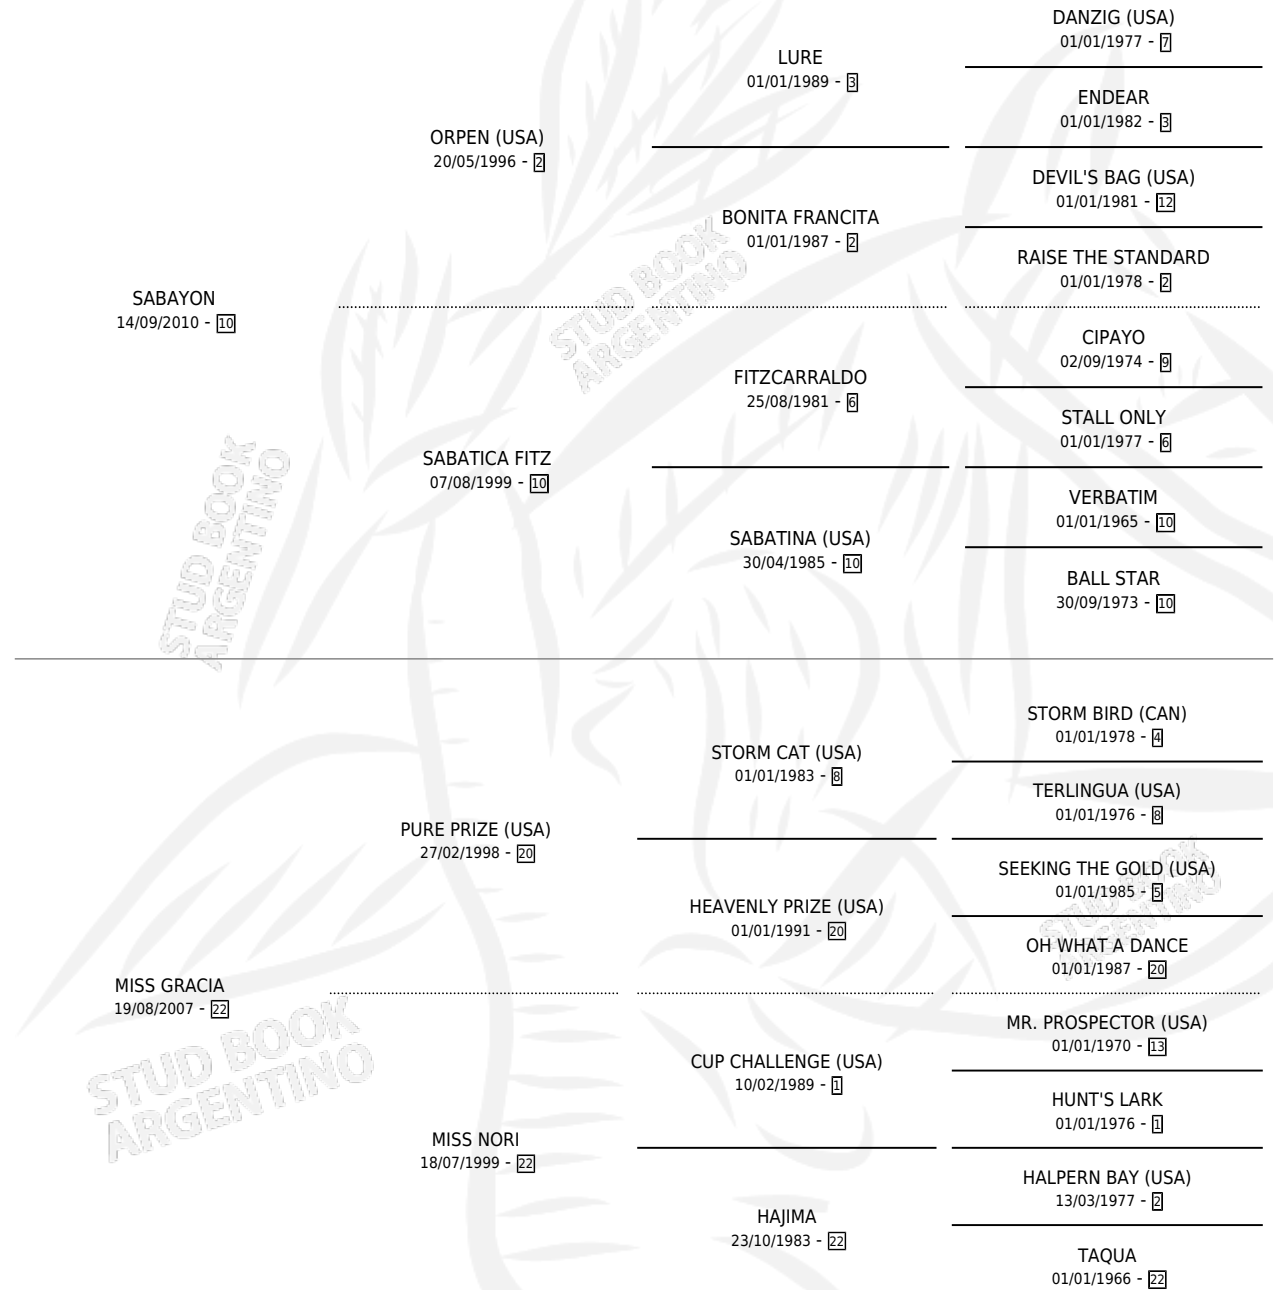 DANZIG (USA)
01/01/1977 - 7
LURE
01/01/1989 - 3
ENDEAR
01/01/1982 - 3
ORPEN (USA)
20/05/1996 - 2
DEVIL'S BAG (USA)
01/01/1981 - 12
BONITA FRANCITA
01/01/1987 - 2
RAISE THE STANDARD
01/01/1978 - 2
SABAYON
14/09/2010 - 10
CIPAYO
02/09/1974 - 9
FITZCARRALDO
25/08/1981 - 6
STALL ONLY
01/01/1977 - 6
SABATICA FITZ
07/08/1999 - 10
VERBATIM
01/01/1965 - 10
SABATINA (USA)
30/04/1985 - 10
BALL STAR
30/09/1973 - 10
STUD BOOK
ARGENTINO
STUD BOOK
ARGENTINO
STORM BIRD (CAN)
01/01/1978 - 4
STORM CAT (USA)
01/01/1983 - 8
TERLINGUA (USA)
01/01/1976 - 8
PURE PRIZE (USA)
27/02/1998 - 20
SEEKING THE GOLD (USA)
01/01/1985 - 5
HEAVENLY PRIZE (USA)
01/01/1991 - 20
OH WHAT A DANCE
01/01/1987 - 20
MISS GRACIA
19/08/2007 - 22
MR. PROSPECTOR (USA)
01/01/1970 - 13
CUP CHALLENGE (USA)
10/02/1989 - 1
HUNT'S LARK
01/01/1976 - 1
MISS NORI
18/07/1999 - 22
HALPERN BAY (USA)
13/03/1977 - 2
HAJIMA
23/10/1983 - 22
TAQUA
01/01/1966 - 22
STUD BOOK
ARGENTINO
STUD BOOK
ARGENTINO